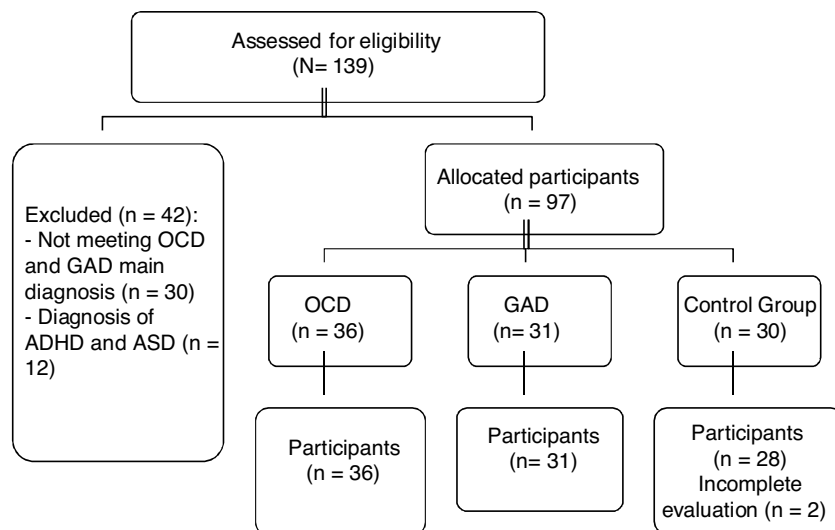 Assessed for eligibility
(N= 139)
Excluded (n = 42):
- Not meeting OCD
and GAD main
diagnosis (n = 30)
- Diagnosis of
ADHD and ASD (n =
12)
Allocated participants
(n = 97)
OCD
(n = 36)
GAD
(n= 31)
Control Group
(n = 30)
Participants
(n = 36)
Participants
(n= 31)
Participants
(n = 28)
Incomplete
evaluation (n = 2)